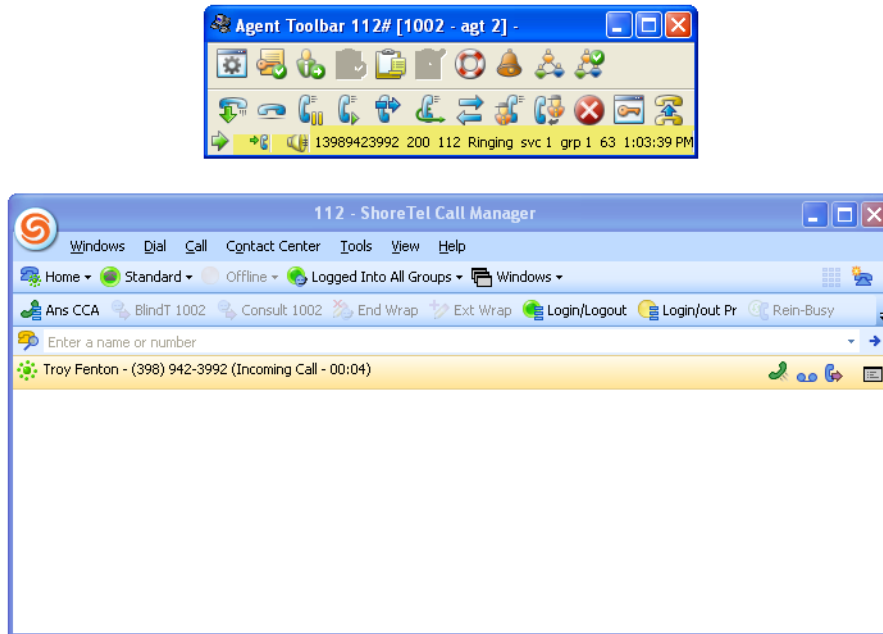 Agent Toolbar 112# [1002 - agt 2] -
13989423992 200 112 Ringing svc 1 grp 1 63 1:03:39 PM
112 - ShoreTel Call Manager
Windows Dial Call Contact Center Tools View Help
Home Standard Offline Logged Into All Groups Windows
Ans CCA BlindT 1002 Consult 1002 End Wrap Ext Wrap Login/Logout Login/out Pr Rein-Busy
Enter a name or number
Troy Fenton - (398) 942-3992 (Incoming Call - 00:04)